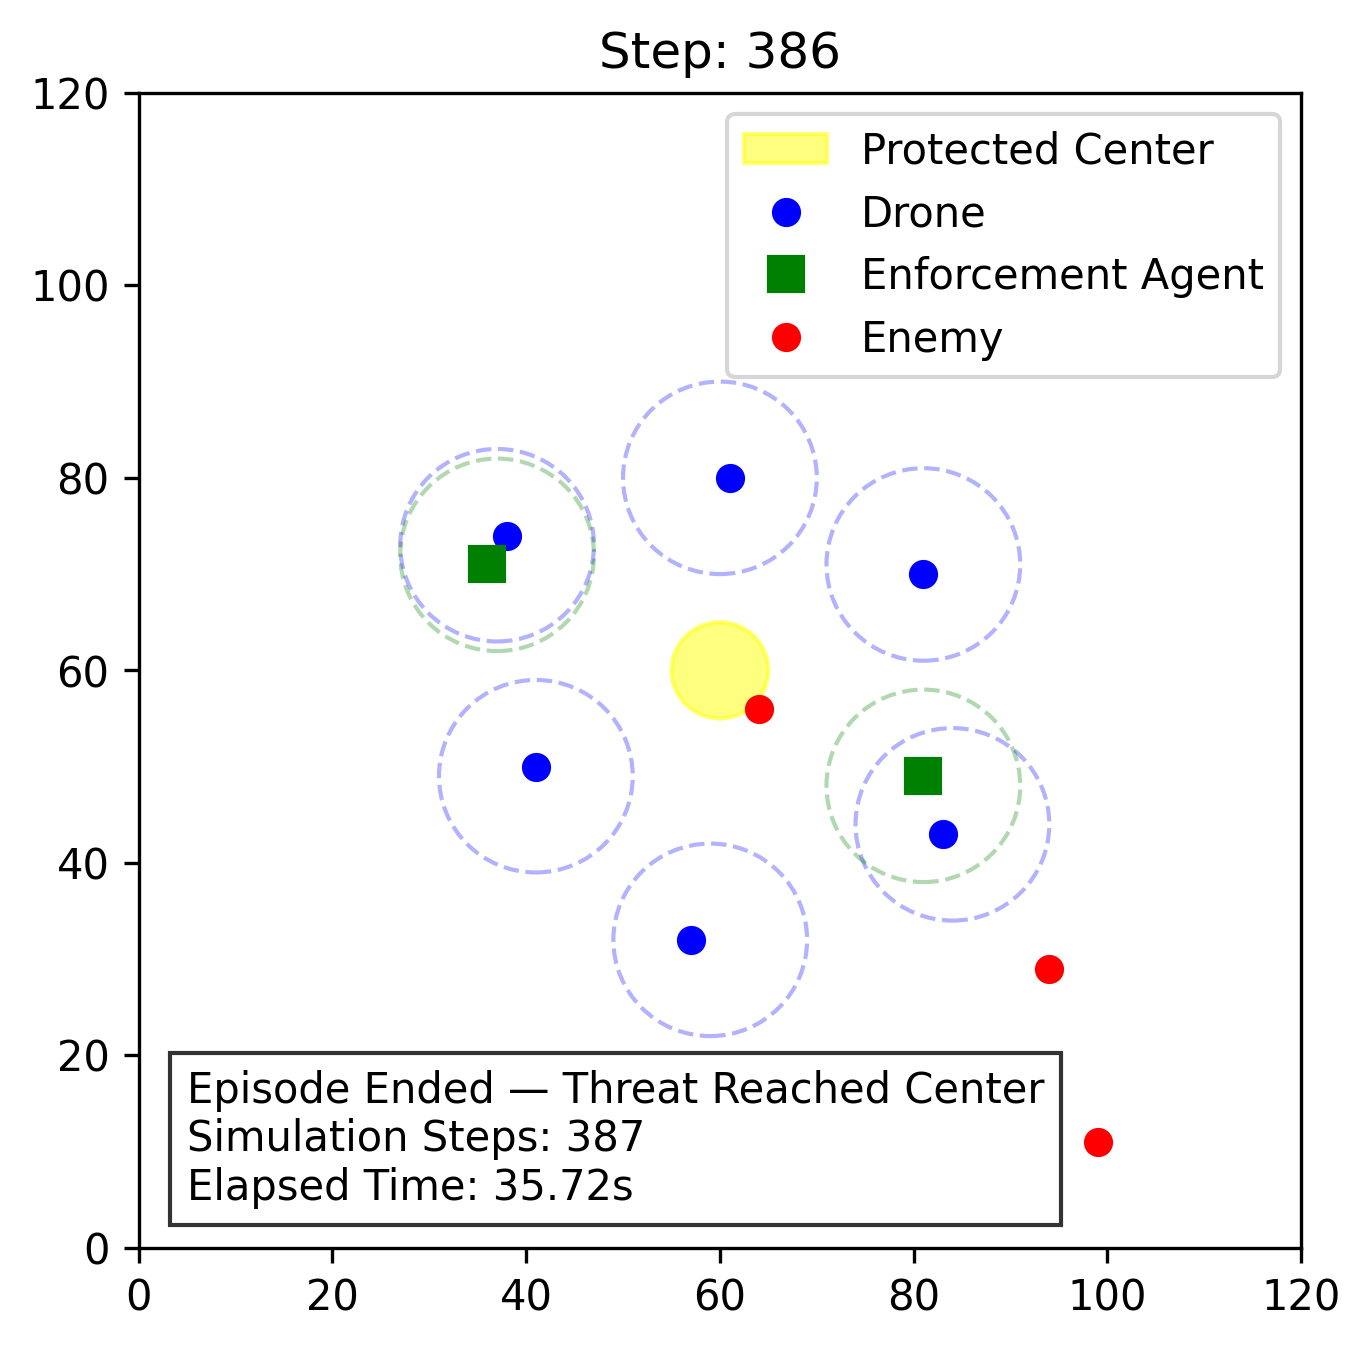 Step: 386
120
100
80
60
40
20
0
0 20 40 60 80 100 120
Protected Center
Drone
Enforcement Agent
Enemy
Episode Ended — Threat Reached Center
Simulation Steps: 387
Elapsed Time: 35.72s